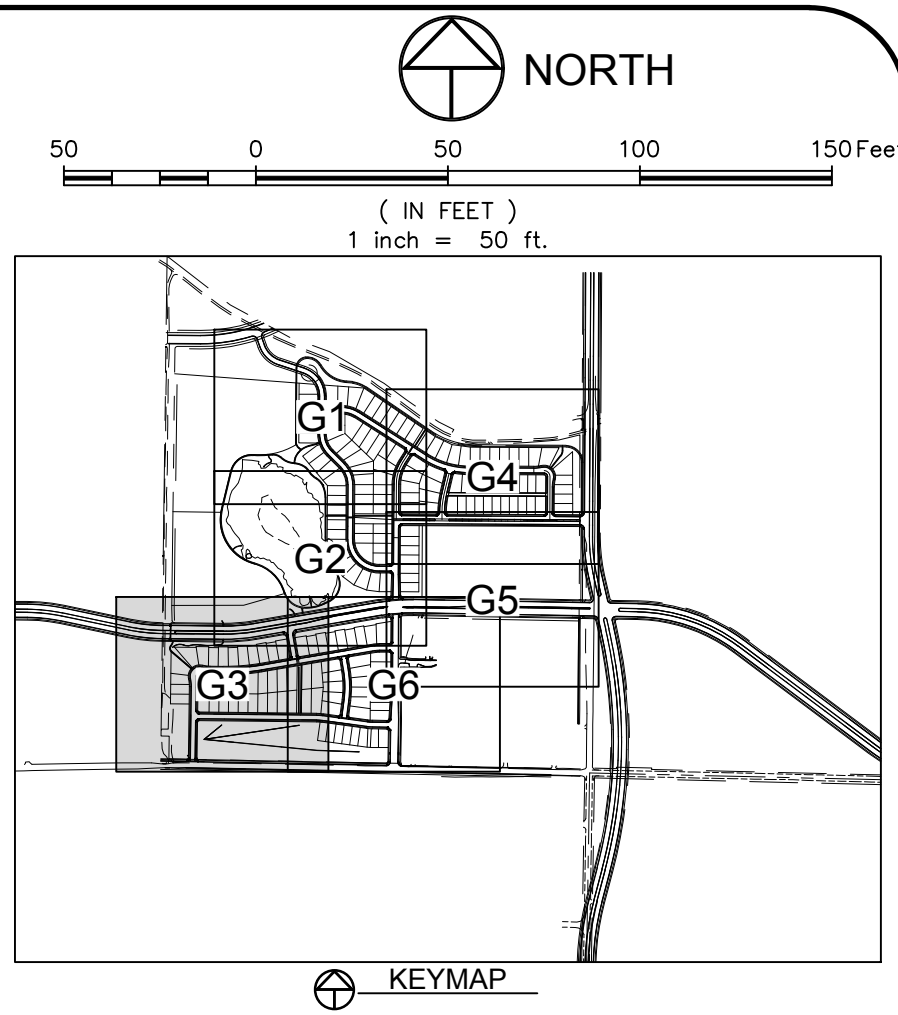 NORTH
50 0 50 100 150 Feet
( IN FEET )
1 inch = 50 ft.
G1
G4
G2
G5
G3 G6
KEYMAP